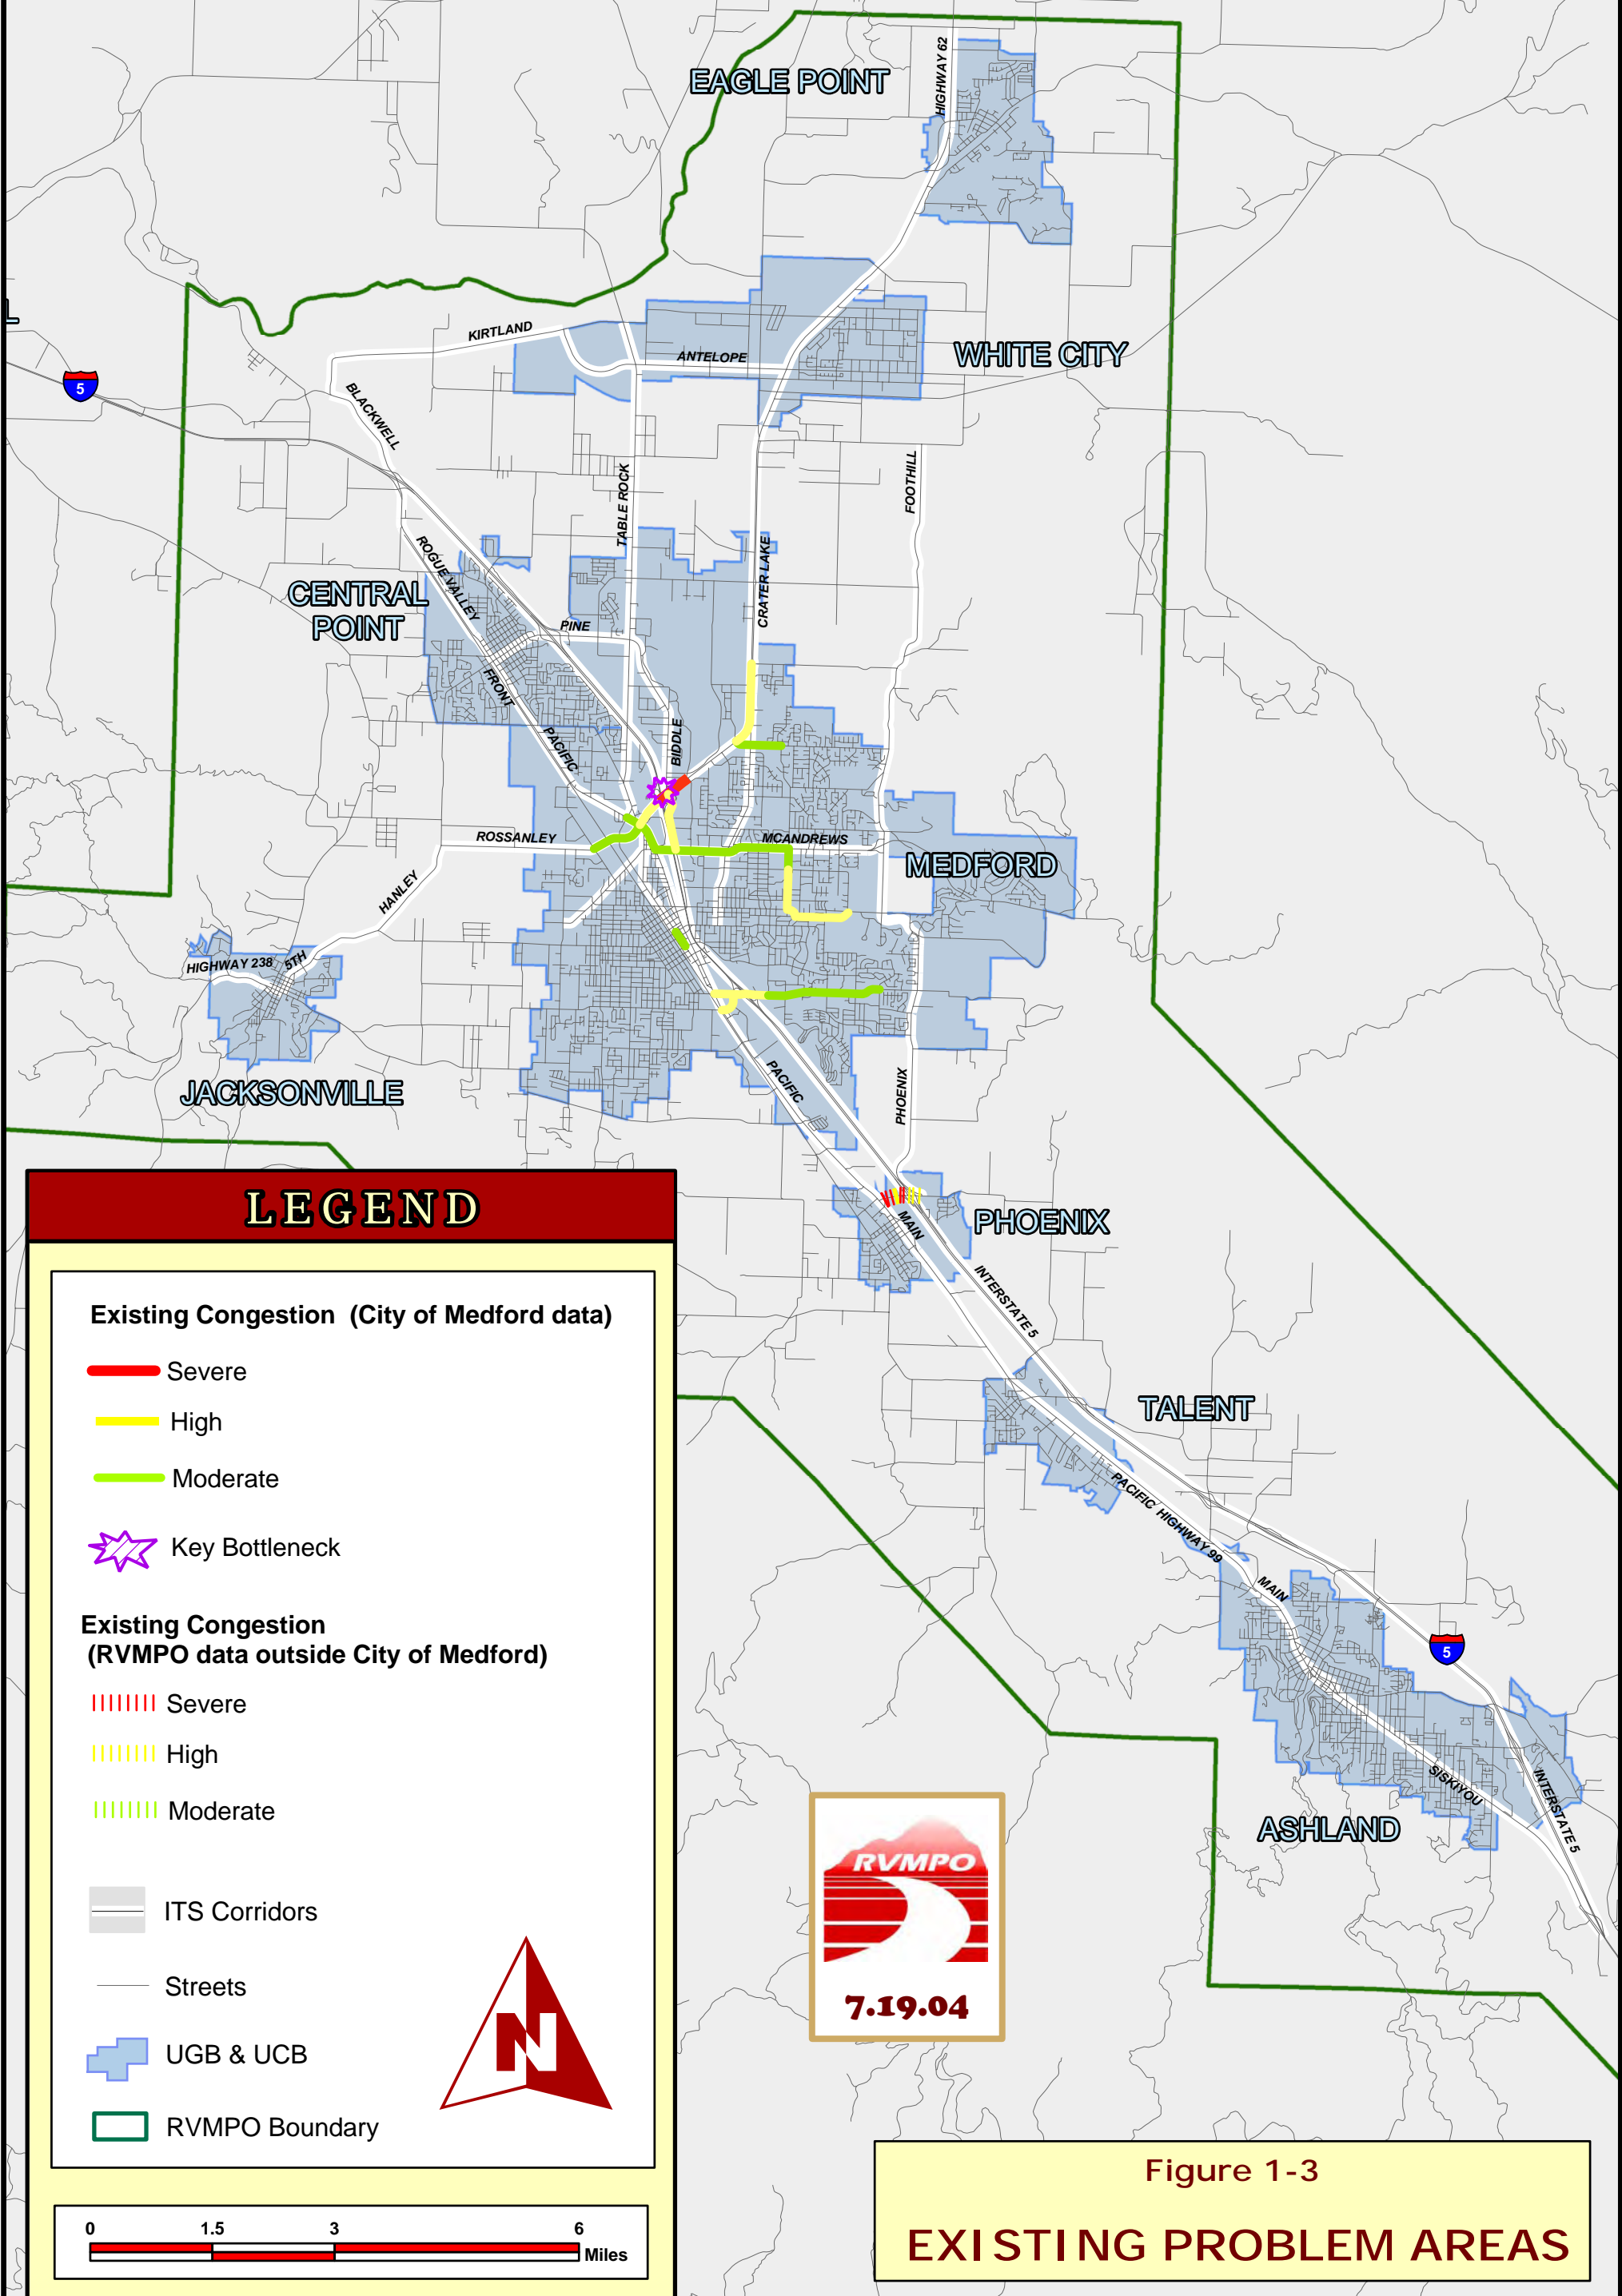 EAGLE POINT
HIGHWAY 62
L
KIRTLAND
ANTELOPE
WHITE CITY
5
BLACKWELL
TABLE ROCK
FOOTHILL
CRATER LAKE
ROGUE VALLEY
CENTRAL
POINT
PINE
FRONT
PACIFIC
BIDDLE
ROSSANLEY
MCANDREWS
MEDFORD
HANLEY
HIGHWAY 238
5TH
JACKSONVILLE
PACIFIC
PHOENIX
MAIN
PHOENIX
INTERSTATE 5
TALENT
PACIFIC HIGHWAY 99
MAIN
5
SISKIYOU
INTERSTATE 5
ASHLAND
LEGEND
Existing Congestion (City of Medford data)
Severe
High
Moderate
Key Bottleneck
Existing Congestion
(RVMPO data outside City of Medford)
Severe
High
Moderate
ITS Corridors
Streets
UGB & UCB
RVMPO Boundary
N
0 1.5 3 6
Miles
RVMPO
7.19.04
Figure 1-3
EXISTING PROBLEM AREAS